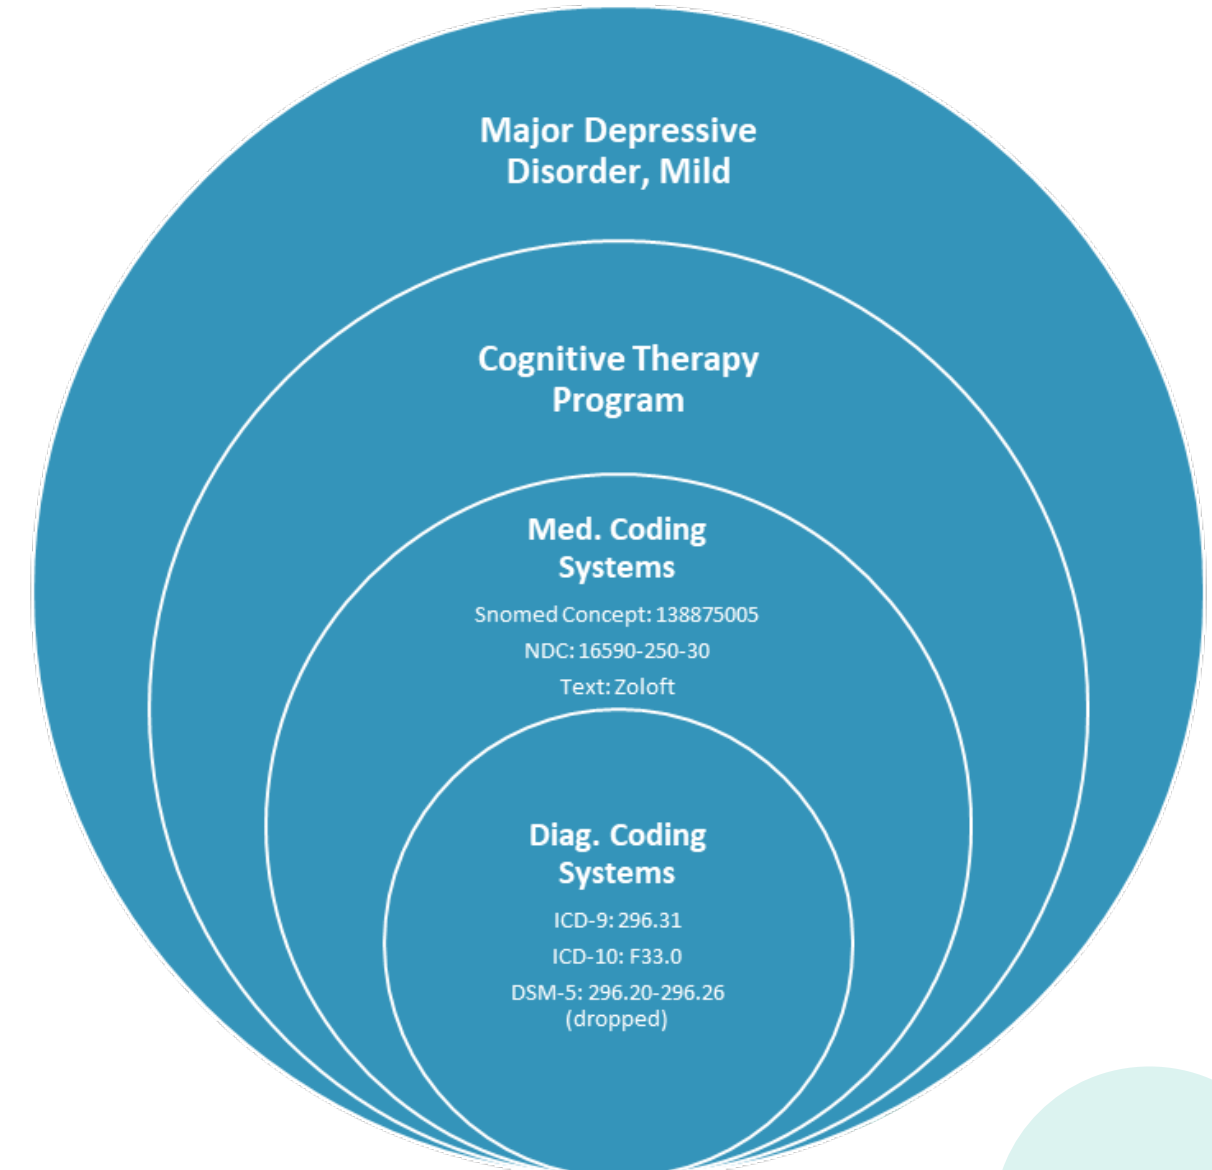 Major Depressive
Disorder, Mild
Cognitive Therapy
Program
Med. Coding
Systems
Snomed Concept: 138875005
NDC: 16590-250-30
Text: Zoloft
Diag. Coding
Systems
ICD-9: 296.31
ICD-10: F33.0
DSM-5: 296.20-296.26
(dropped)